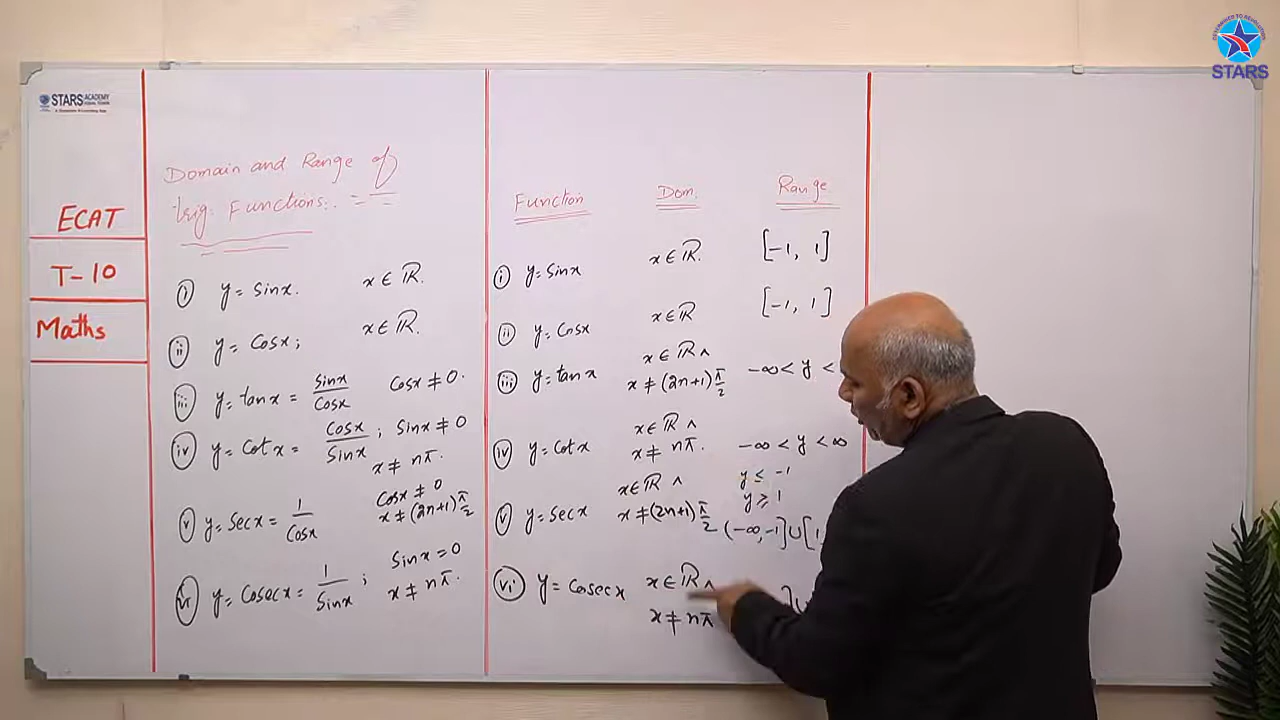 STARS
STARS ACADEMY
ECAT
T-10
Maths
Domain and Range of
trig. Functions:. =
i) y = Sinx. x ∈ ℝ.
ii y = Cosx; x ∈ ℝ.
iii y = tanx = Sinx/Cosx Cosx ≠ 0.
iv y = Cotx = Cosx/Sinx; Sinx ≠ 0
x ≠ nπ.
v y = Secx = 1/Cosx Cosx ≠ 0
x ≠ (2n+1)π/2
vi y = Cosecx = 1/Sinx; Sinx = 0
x ≠ nπ.
Function Dom. Range
i) y = Sinx x ∈ ℝ. [-1, 1]
ii y = Cosx x ∈ ℝ [-1, 1]
iii y = tanx x ∈ ℝ ∧
x ≠ (2n+1)π/2 -∞ < y <
iv y = Cotx x ∈ ℝ ∧
x ≠ nπ. -∞ < y < ∞
v y = Secx x ∈ ℝ ∧
x ≠ (2n+1)π/2
y ≤ -1
y ≥ 1
(-∞, -1] ∪ [1
vi y = Cosecx x ∈ ℝ ∧
x ≠ nπ ] ∪